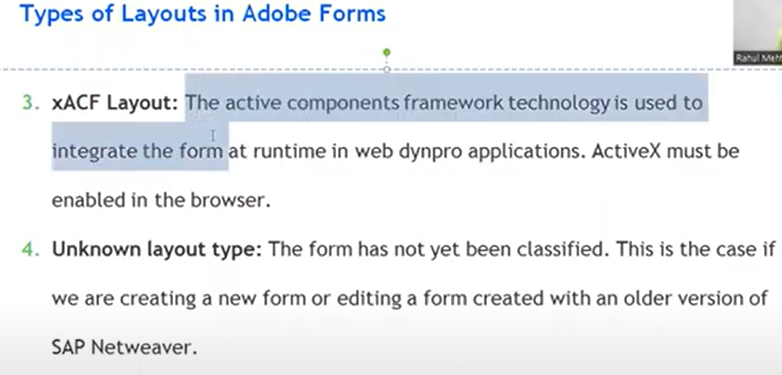 Types of Layouts in Adobe Forms
Rahul
3. xACF Layout: The active components framework technology is used to
integrate the form at runtime in web dynpro applications. ActiveX must be
enabled in the browser.
4. Unknown layout type: The form has not yet been classified. This is the case if
we are creating a new form or editing a form created with an older version of
SAP Netweaver.